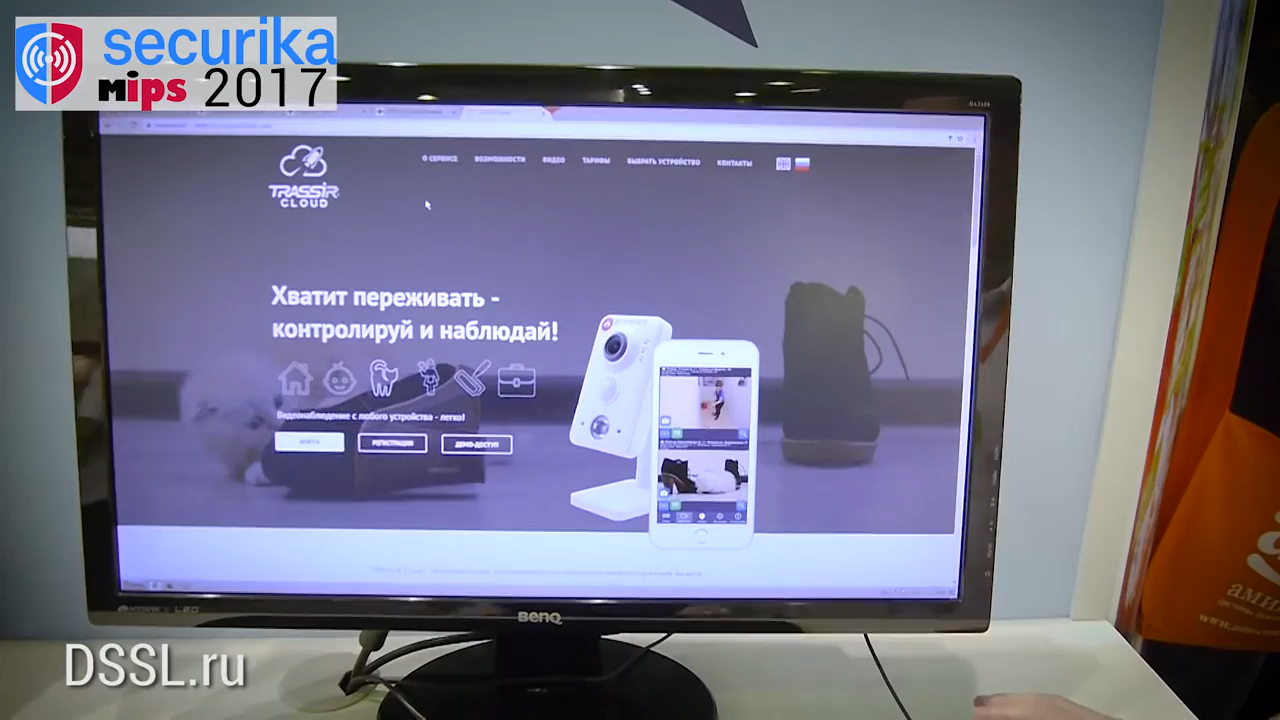 securika
мips 2017
TRASSIR
CLOUD
О СЕРВИСЕ ВОЗМОЖНОСТИ ВИДЕО ТАРИФЫ ВЫБРАТЬ УСТРОЙСТВО КОНТАКТЫ
Хватит переживать -
контролируй и наблюдай!
Видеонаблюдение с любого устройства - легко!
ВОЙТИ РЕГИСТРАЦИЯ ДЕМО-ДОСТУП
BenQ
DSSL.ru